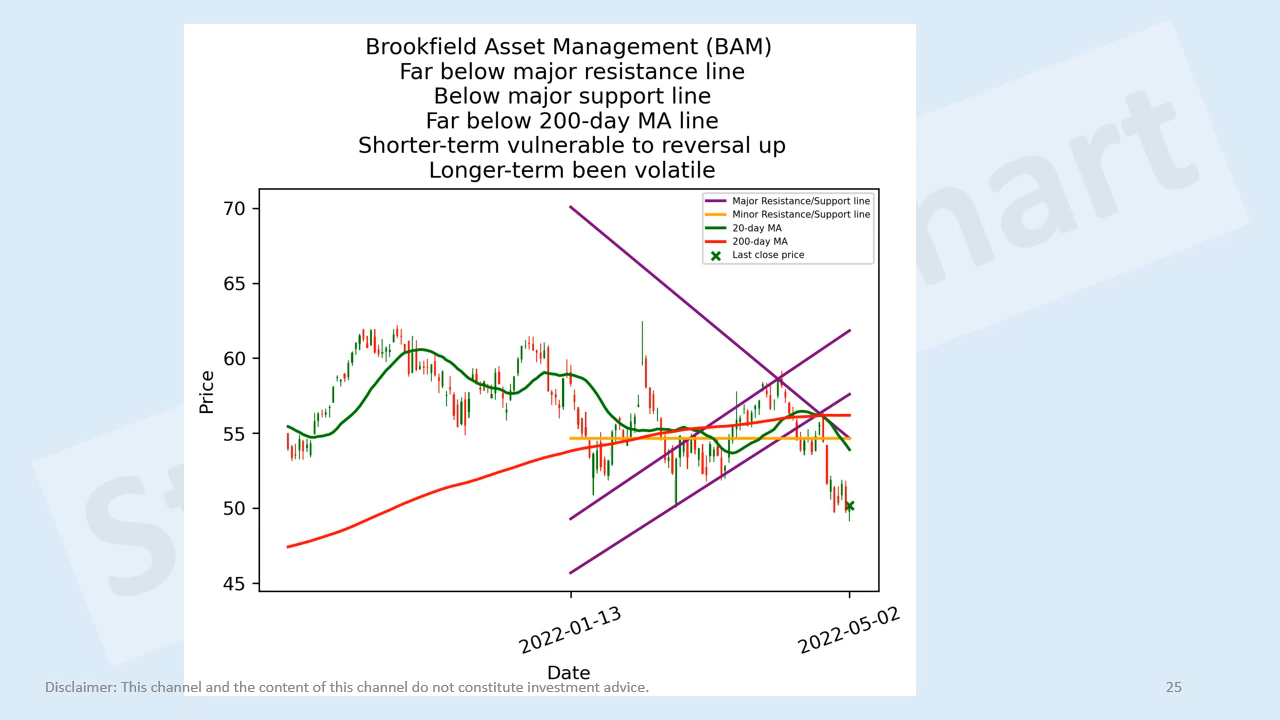 Brookfield Asset Management (BAM)
Far below major resistance line
Below major support line
Far below 200-day MA line
Shorter-term vulnerable to reversal up
Longer-term been volatile
Major Resistance/Support line
Minor Resistance/Support line
20-day MA
200-day MA
Last close price
70
65
60
55
50
45
Price
2022-01-13
2022-05-02
Date
Disclaimer: This channel and the content of this channel do not constitute investment advice.
25